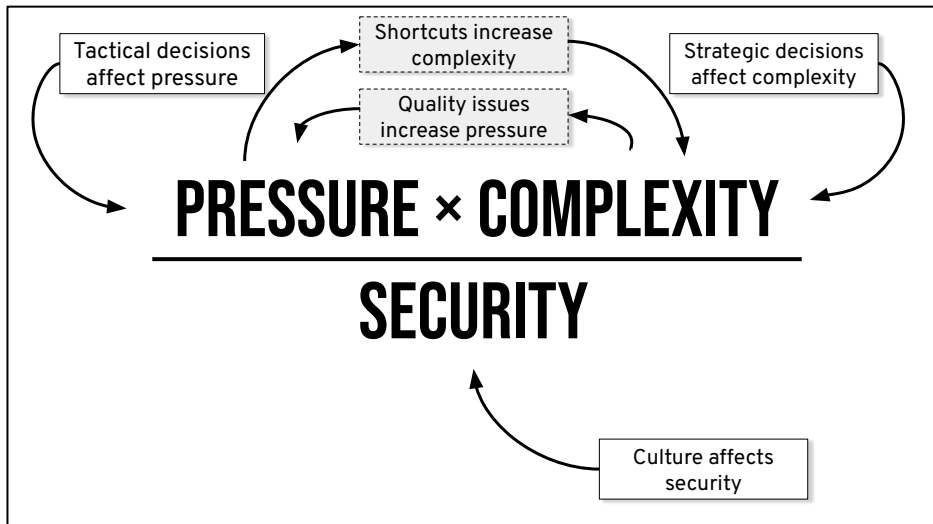 Tactical decisions
affect pressure
Shortcuts increase
complexity
Strategic decisions
affect complexity
Quality issues
increase pressure
PRESSURE × COMPLEXITY
SECURITY
Culture affects
security